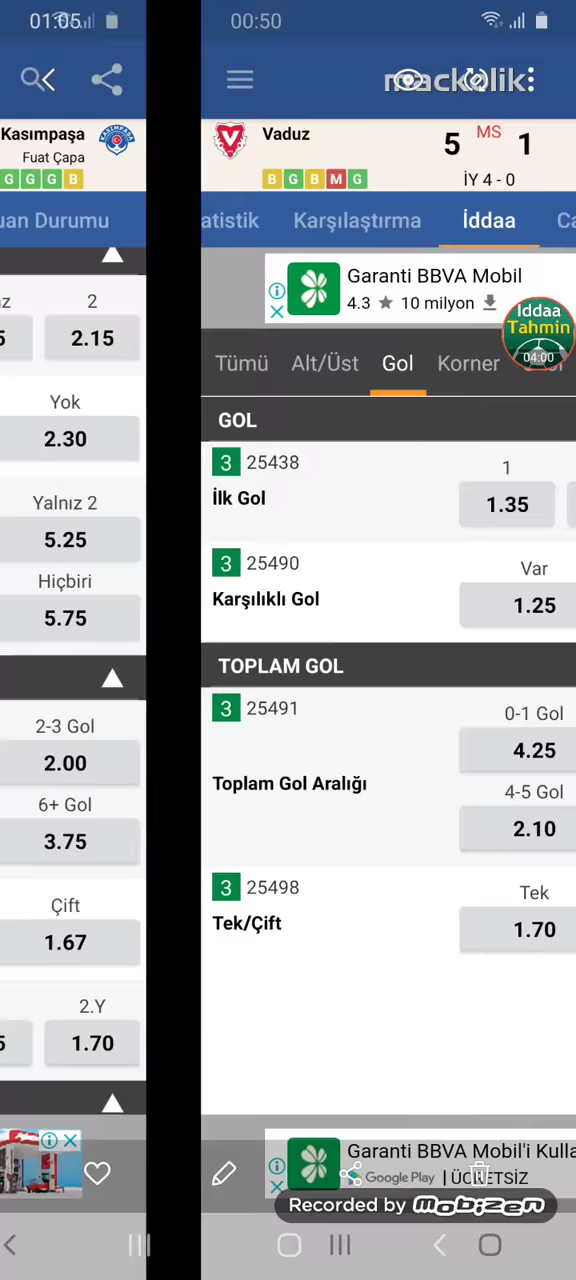 01:05
Kasımpaşa
Fuat Çapa
G G G B
uan Durumu
2
2.15
Yok
2.30
Yalnız 2
5.25
Hiçbiri
5.75
2-3 Gol
2.00
6+ Gol
3.75
Çift
1.67
2.Y
5
1.70
00:50
mackolik
Vaduz
5 MS 1
B G B M G
İY 4 - 0
atistik Karşılaştırma İddaa Ca
Garanti BBVA Mobil
4.3 ★ 10 milyon
İddaa
Tahmin
04:00
Tümü Alt/Üst Gol Korner
GOL
3 25438
1
İlk Gol
1.35
3 25490
Var
Karşılıklı Gol
1.25
TOPLAM GOL
3 25491
0-1 Gol
4.25
Toplam Gol Aralığı
4-5 Gol
2.10
3 25498
Tek
Tek/Çift
1.70
Garanti BBVA Mobil'i Kulla
Google Play | ÜCRETSİZ
Recorded by mobizen